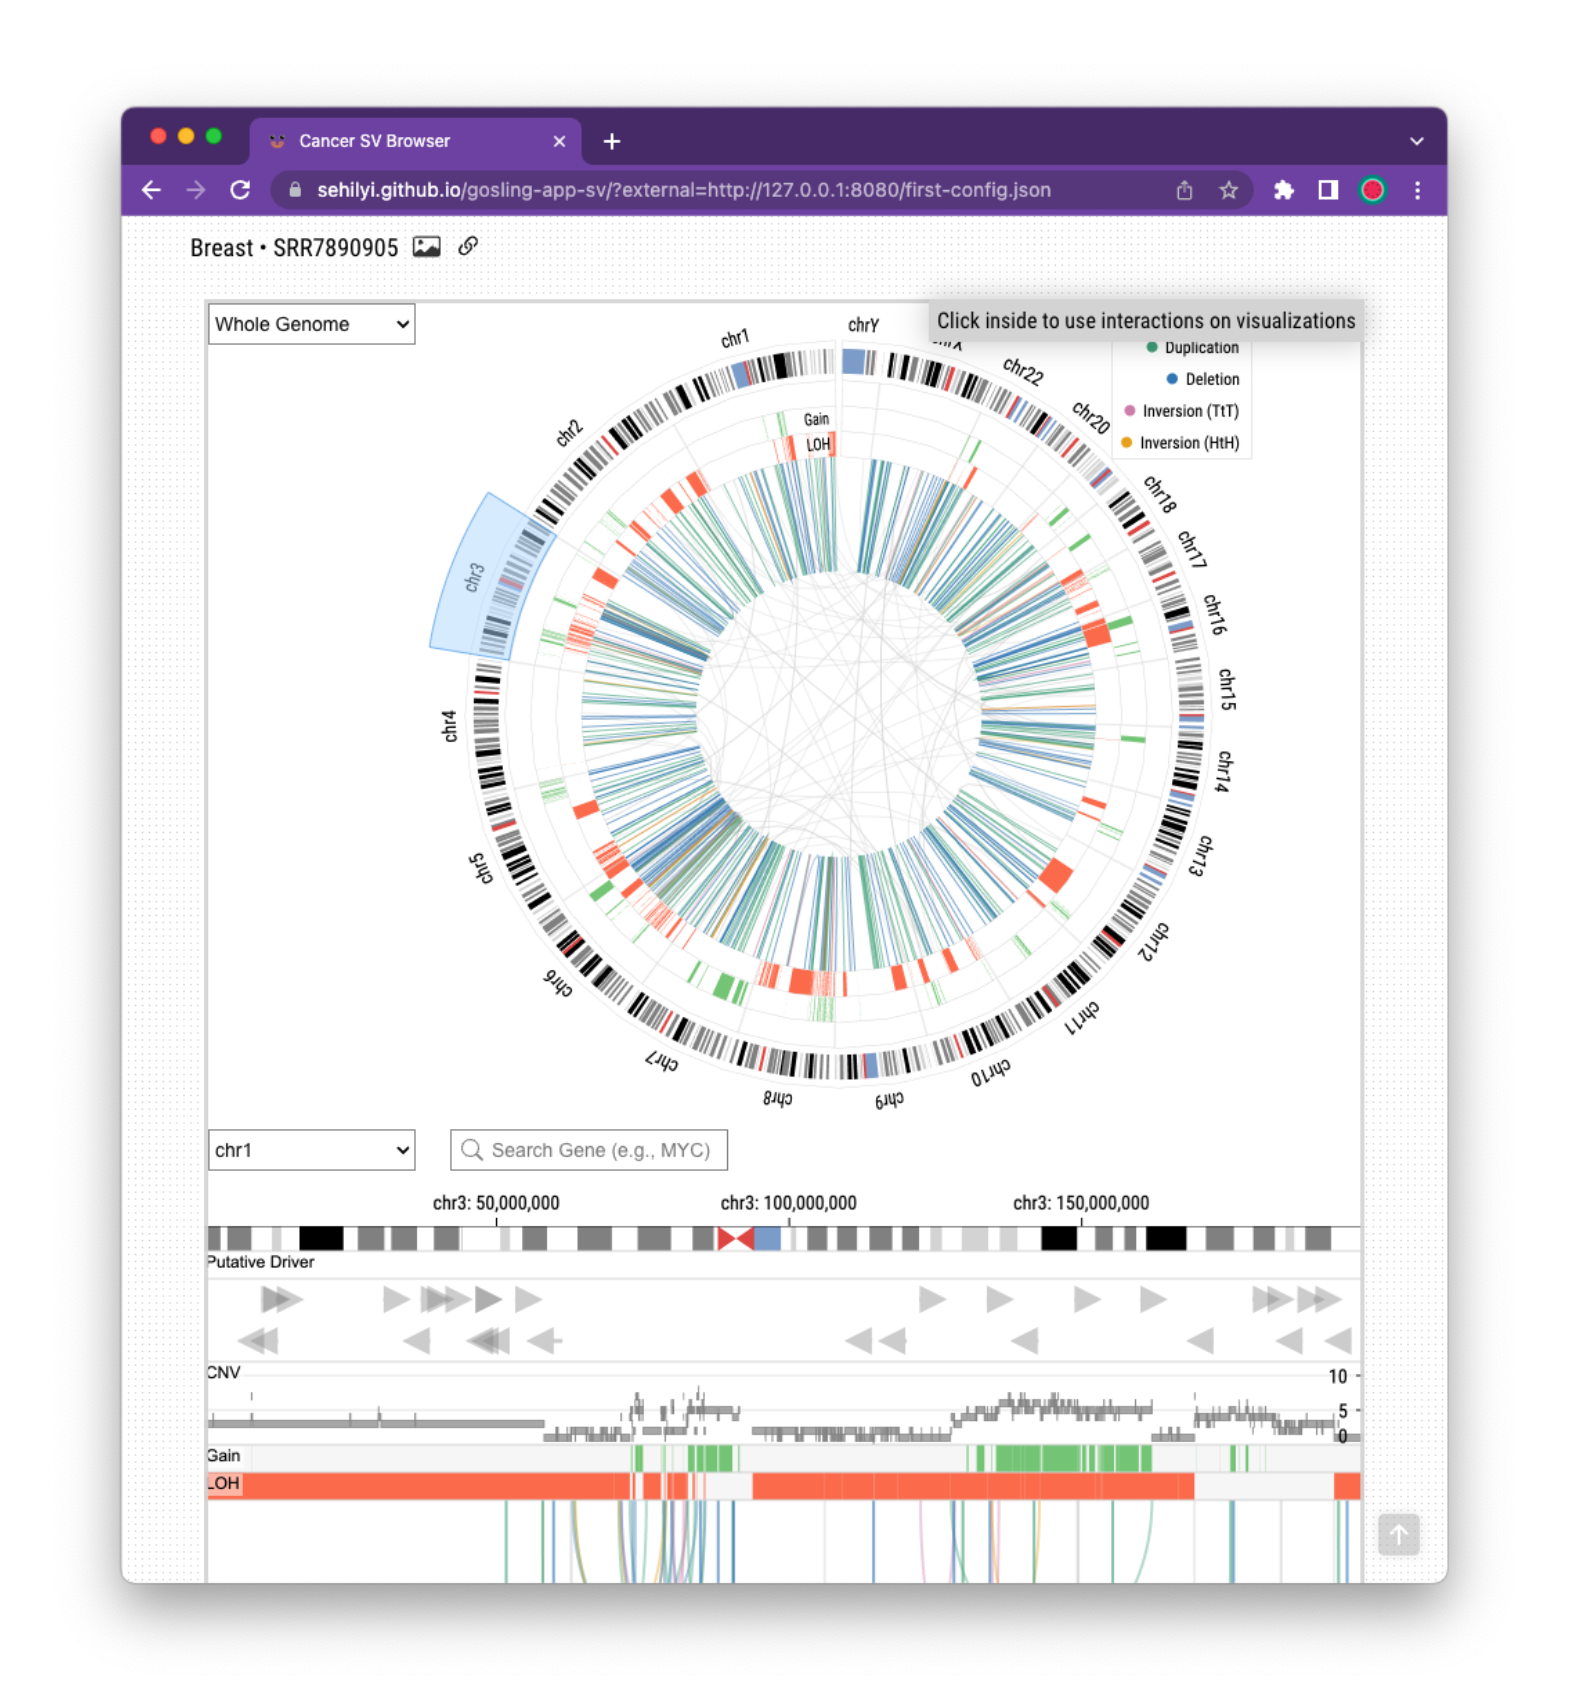 Cancer SV Browser
sehilyi.github.io/gosling-app-sv/?external=http://127.0.0.1:8080/first-config.json
Breast • SRR7890905
Whole Genome
Click inside to use interactions on visualizations
Duplication
Deletion
Inversion (TtT)
Inversion (HtH)
chrY
chr22
chr20
chr18
chr17
chr16
chr15
chr14
chr13
chr12
chr11
chr10
chr9
chr8
chr7
chr6
chr5
chr4
chr3
chr2
chr1
Gain
LOH
chr1
Search Gene (e.g., MYC)
chr3: 50,000,000 chr3: 100,000,000 chr3: 150,000,000
Putative Driver
CNV
10
5
0
Gain
LOH